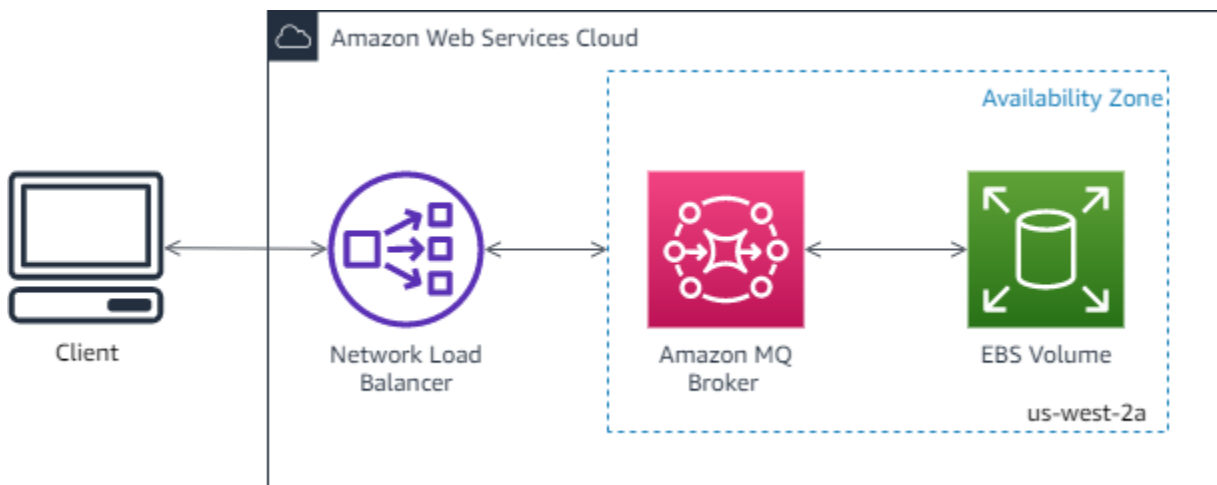 Amazon Web Services Cloud
Availability Zone
Client
Network Load
Balancer
Amazon MQ
Broker
EBS Volume
us-west-2a